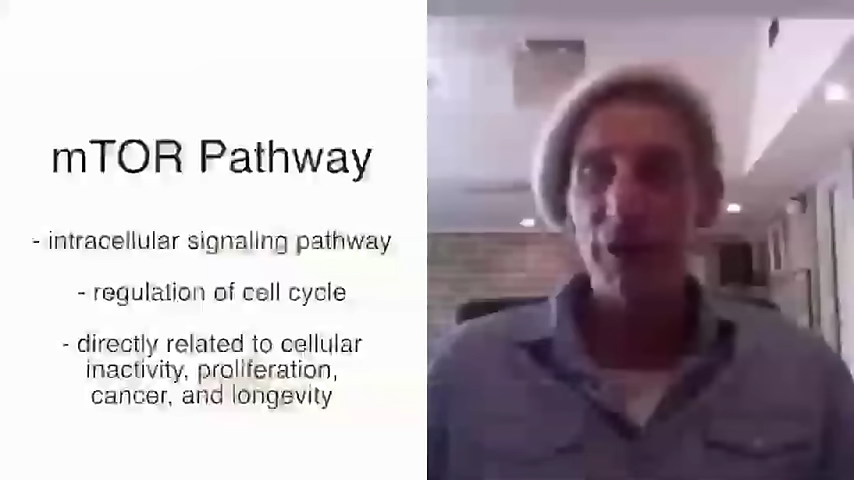 mTOR Pathway
- intracellular signaling pathway
- regulation of cell cycle
- directly related to cellular
inactivity, proliferation,
cancer, and longevity